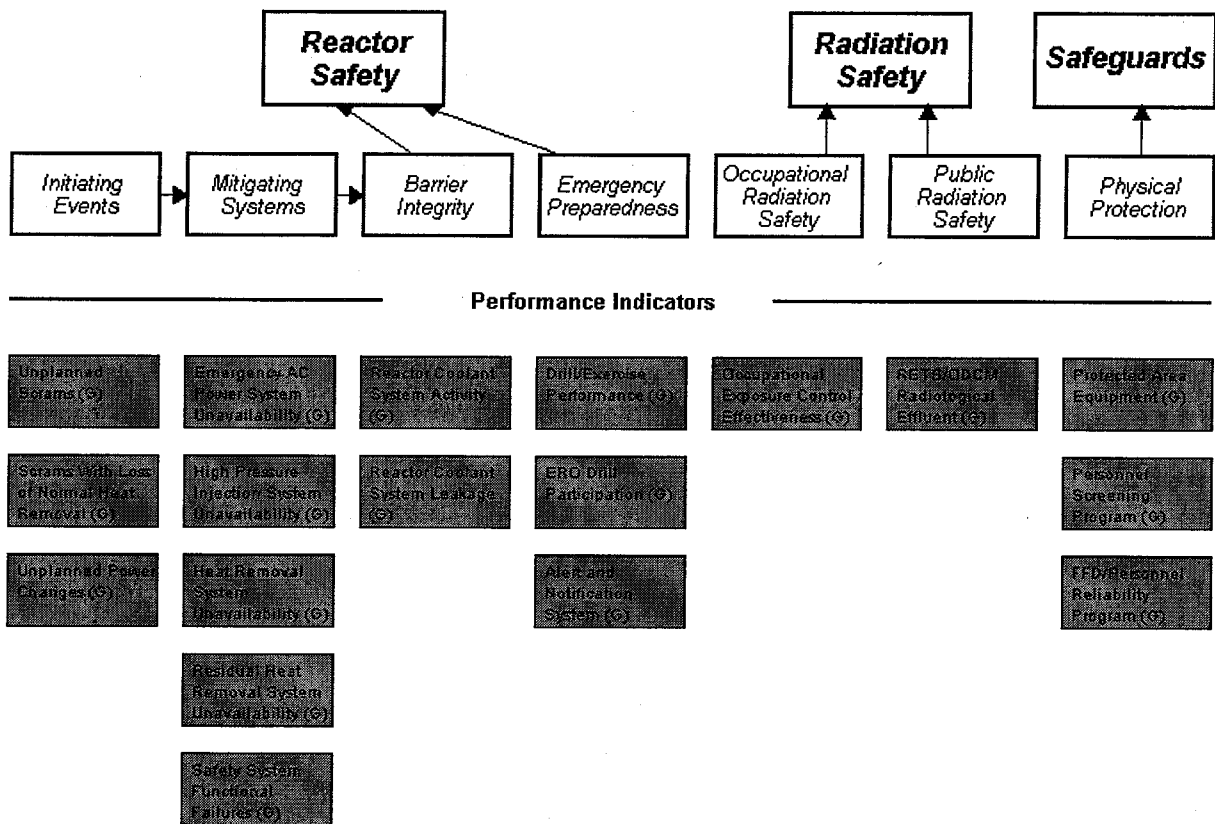 Reactor
Safety
Radiation
Safety
Safeguards
Initiating
Events
Mitigating
Systems
Barrier
Integrity
Emergency
Preparedness
Occupational
Radiation
Safety
Public
Radiation
Safety
Physical
Protection
Performance Indicators
Unplanned
Scrams (G)
Emergency AC
Power System
Unavailability (G)
Reactor Coolant
System Activity
(G)
Drill/Exercise
Performance (G)
Occupational
Exposure Control
Effectiveness (G)
RETS/ODCM
Radiological
Effluent (G)
Protected Area
Equipment (G)
Scrams With Loss
of Normal Heat
Removal (G)
High Pressure
Injection System
Unavailability (G)
Reactor Coolant
System Leakage
(G)
ERO Drill
Participation (G)
Personnel
Screening
Program (G)
Unplanned Power
Changes (G)
Heat Removal
System
Unavailability (G)
Alert and
Notification
System (G)
FFD/Personnel
Reliability
Program (G)
Residual Heat
Removal System
Unavailability (G)
Safety System
Functional
Failures (G)